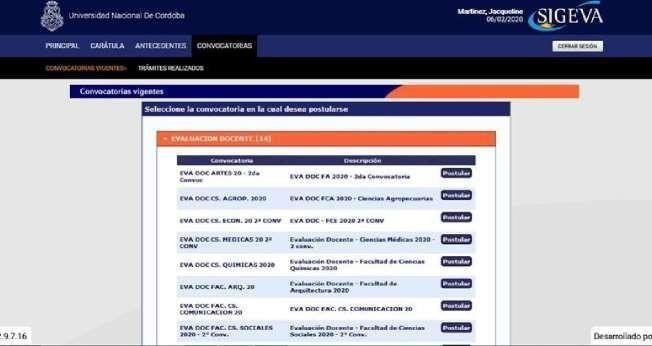 Universidad Nacional De Cordoba
Martinez, Jacqueline
06/02/2020
SIGEVA
PRINCIPAL CARÁTULA ANTECEDENTES CONVOCATORIAS
CERRAR SESIÓN
CONVOCATORIAS VIGENTES> TRÁMITES REALIZADOS
Convocatorias vigentes
Seleccione la convocatoria en la cual desea postularse
- EVALUACION DOCENTE (14)
Convocatoria Descripción
EVA DOC ARTES 20 - 2da Convoc EVA DOC FA 2020 - 2da Convocatoria Postular
EVA DOC CS. AGROP. 2020 EVA DOC FCA 2020 - Ciencias Agropecuarias Postular
EVA DOC CS. ECON. 20 2º CONV EVA DOC - FCE 2020 2º CONV Postular
EVA DOC CS. MEDICAS 20 2º CONV Evaluación Docente - Ciencias Médicas 2020 - 2 conv. Postular
EVA DOC CS. QUIMICAS 2020 Evaluación Docente - Facultad de Ciencias Químicas 2020 Postular
EVA DOC FAC. ARQ. 20 Evaluación Docente - Facultad de Arquitectura 2020 Postular
EVA DOC FAC. CS. COMUNICACION 20 EVA DOC FAC. CS. COMUNICACION 20 Postular
EVA DOC FAC. CS. SOCIALES 2020 - 2º Conv. Evaluación Docente - Facultad de Ciencias Sociales 2020 - 2º Conv. Postular
2.9.7.16
Desarrollado po